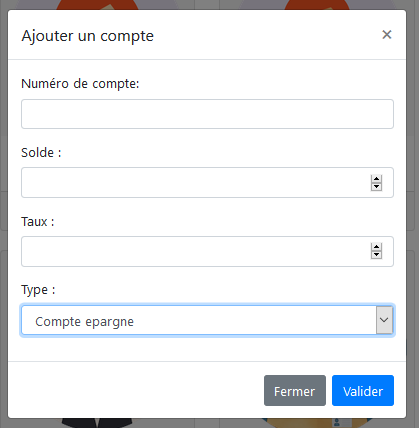 Ajouter un compte ×
Numéro de compte:
Solde :
Taux :
Type :
Compte epargne
Fermer Valider